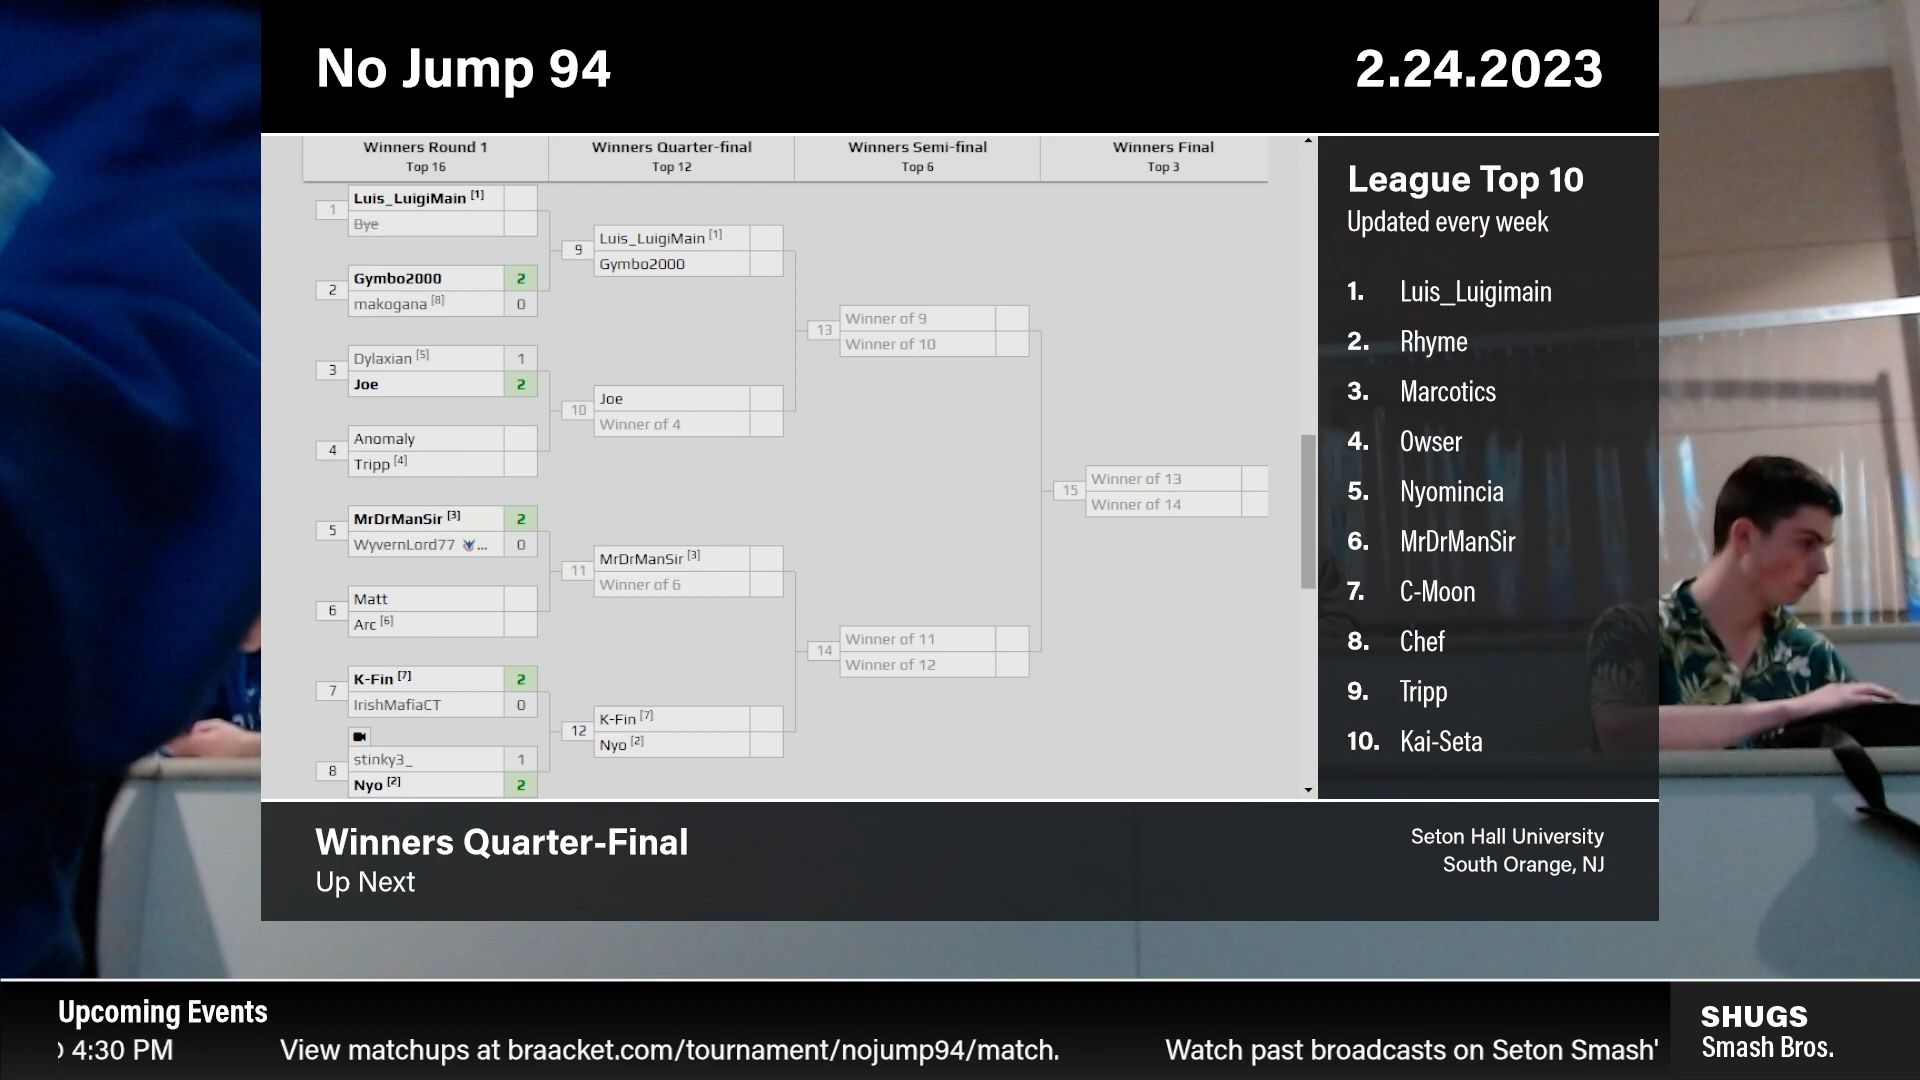 No Jump 94
2.24.2023
Winners Round 1
Top 16
Winners Quarter-final
Top 12
Winners Semi-final
Top 6
Winners Final
Top 3
1
Luis_LuigiMain [1]
Bye
2
Gymbo2000 2
makogana [8] 0
3
Dylaxian [5] 1
Joe 2
4
Anomaly
Tripp [4]
5
MrDrManSir [3] 2
WyvernLord77 ... 0
6
Matt
Arc [6]
7
K-Fin [7] 2
IrishMafiaCT 0
8
stinky3_ 1
Nyo [2] 2
9
Luis_LuigiMain [1]
Gymbo2000
10
Joe
Winner of 4
11
MrDrManSir [3]
Winner of 6
12
K-Fin [7]
Nyo [2]
13
Winner of 9
Winner of 10
14
Winner of 11
Winner of 12
15
Winner of 13
Winner of 14
League Top 10
Updated every week
1. Luis_Luigimain
2. Rhyme
3. Marcotics
4. Owser
5. Nyomincia
6. MrDrManSir
7. C-Moon
8. Chef
9. Tripp
10. Kai-Seta
Winners Quarter-Final
Up Next
Seton Hall University
South Orange, NJ
Upcoming Events
4:30 PM View matchups at braacket.com/tournament/nojump94/match. Watch past broadcasts on Seton Smash'
SHUGS
Smash Bros.